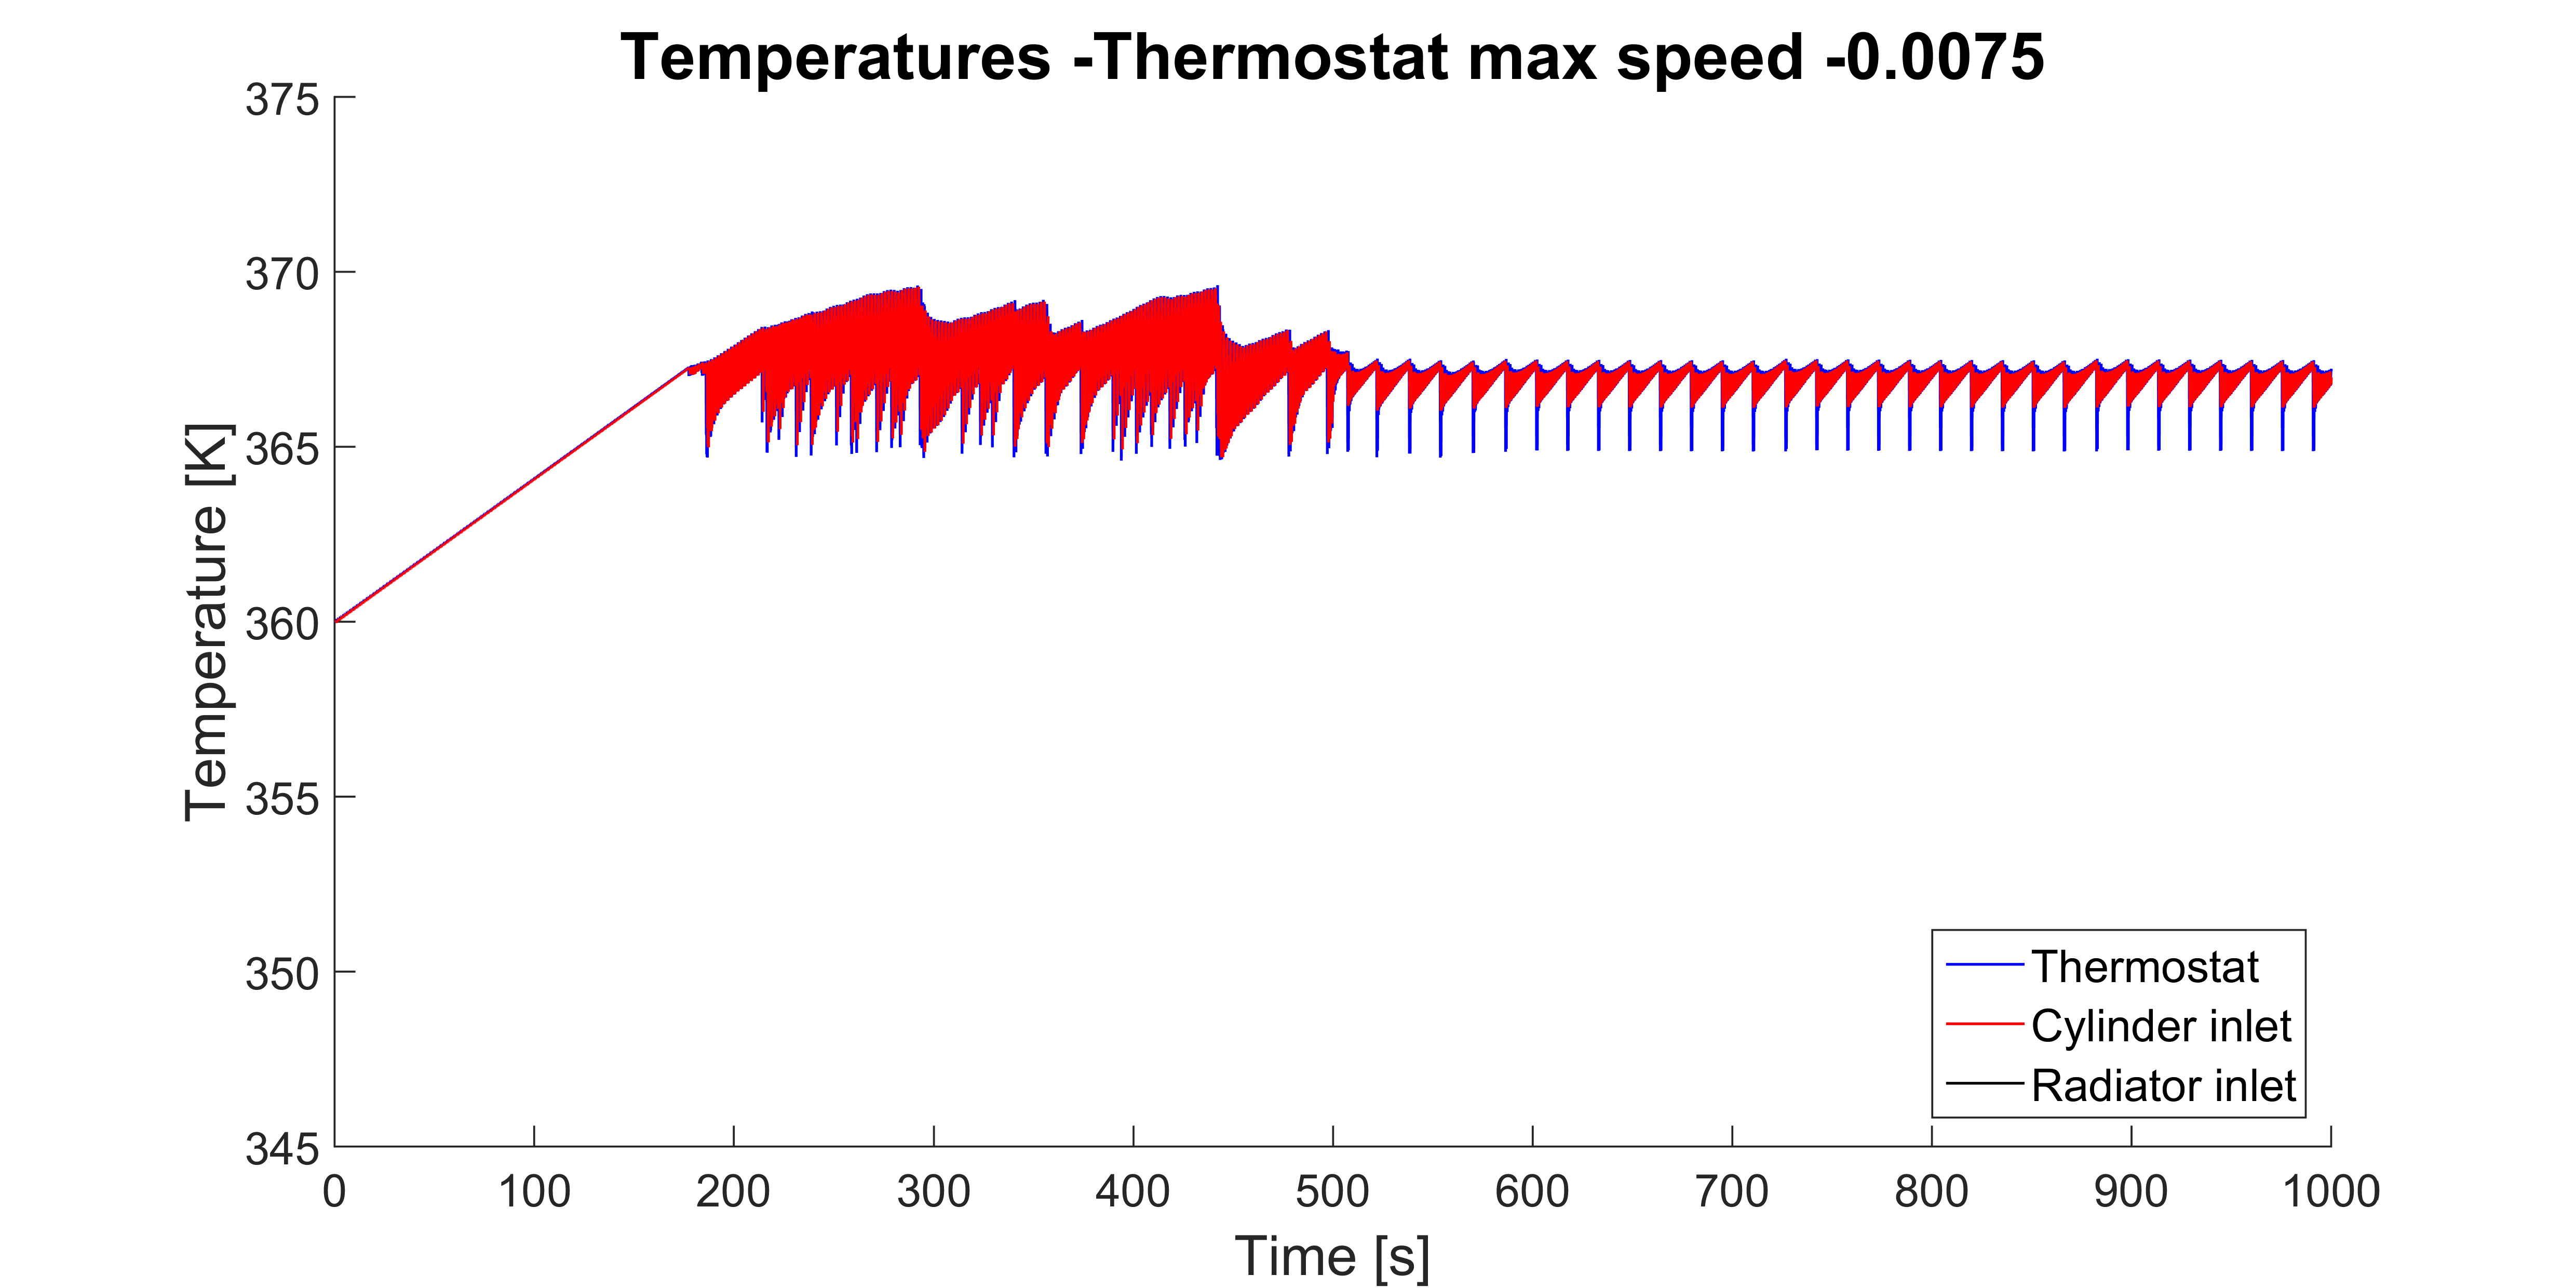 Temperatures -Thermostat max speed -0.0075
375
370
365
360
355
350
345
Temperature [K]
0 100 200 300 400 500 600 700 800 900 1000
Time [s]
Thermostat
Cylinder inlet
Radiator inlet